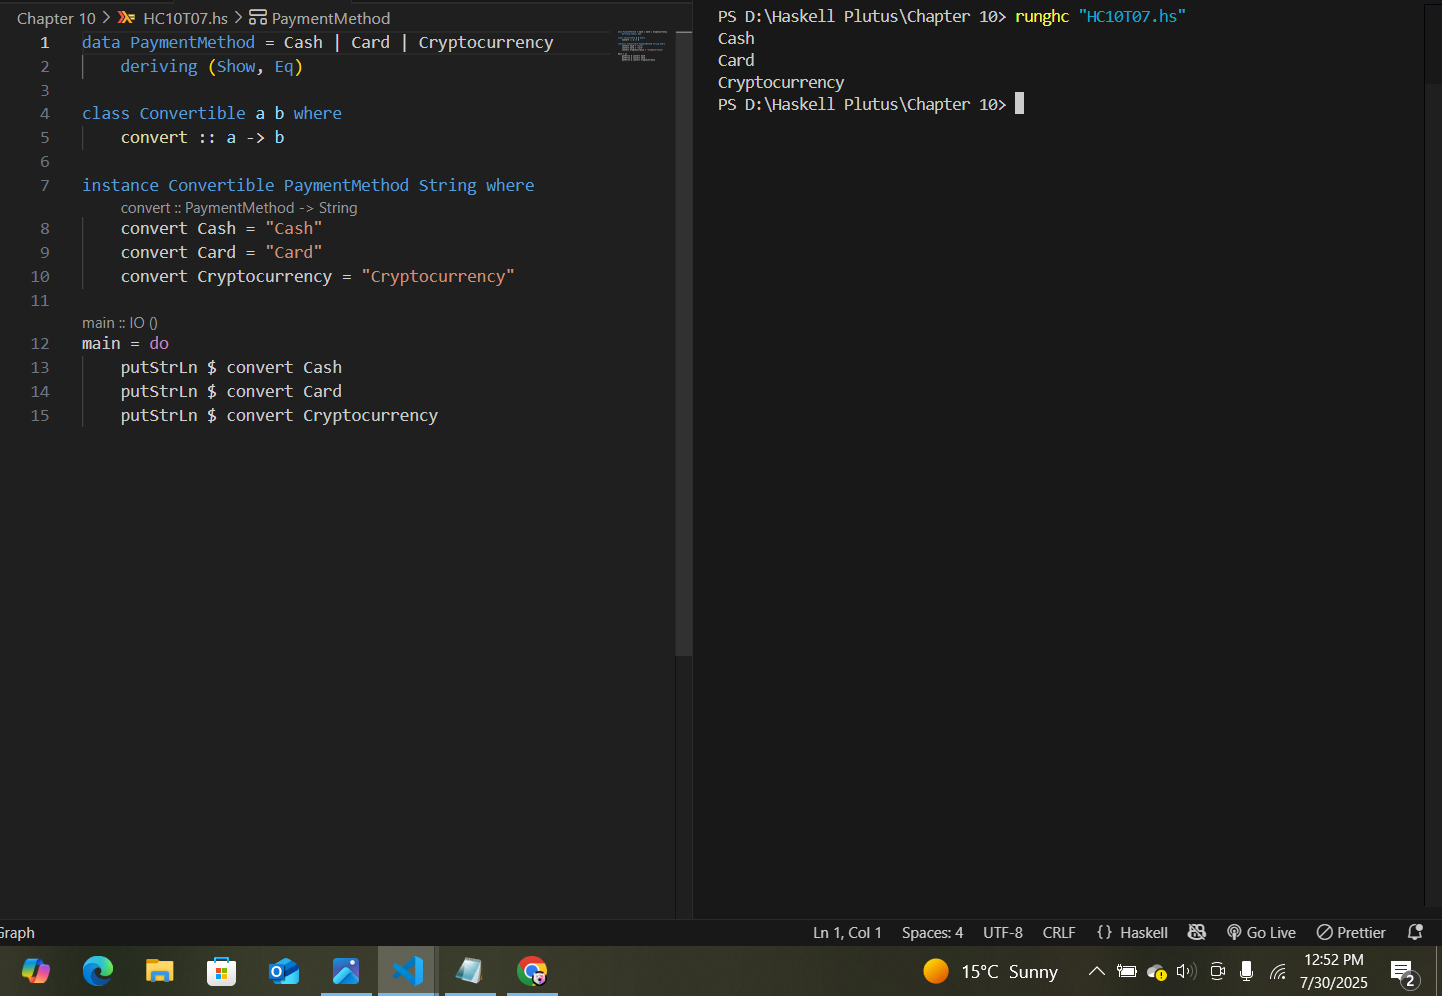 Chapter 10 > HC10T07.hs > PaymentMethod
1 data PaymentMethod = Cash | Card | Cryptocurrency
2     deriving (Show, Eq)
3
4 class Convertible a b where
5     convert :: a -> b
6
7 instance Convertible PaymentMethod String where
convert :: PaymentMethod -> String
8     convert Cash = "Cash"
9     convert Card = "Card"
10     convert Cryptocurrency = "Cryptocurrency"
11
main :: IO ()
12 main = do
13     putStrLn $ convert Cash
14     putStrLn $ convert Card
15     putStrLn $ convert Cryptocurrency
PS D:\Haskell Plutus\Chapter 10> runghc "HC10T07.hs"
Cash
Card
Cryptocurrency
PS D:\Haskell Plutus\Chapter 10>
Graph
Ln 1, Col 1 Spaces: 4 UTF-8 CRLF {} Haskell Go Live Prettier
15°C Sunny
12:52 PM
7/30/2025
2